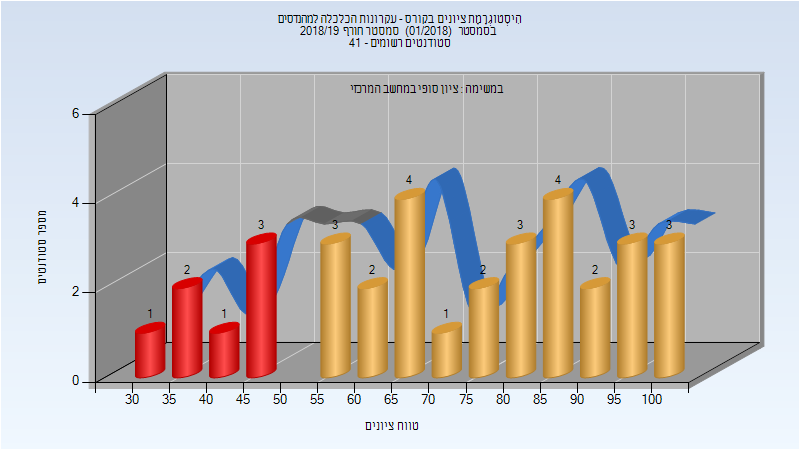 היסטוגרמת ציונים בקורס - עקרונות הכלכלה למהנדסים
בסמסטר (01/2018) סמסטר חורף 2018/19
סטודנטים רשומים - 41
במשימה : ציון סופי במחשב המרכזי
מספר סטודנטים
6
4
2
0
1
2
1
3
3
2
4
1
2
3
4
2
3
3
30 35 40 45 50 55 60 65 70 75 80 85 90 95 100
טווח ציונים